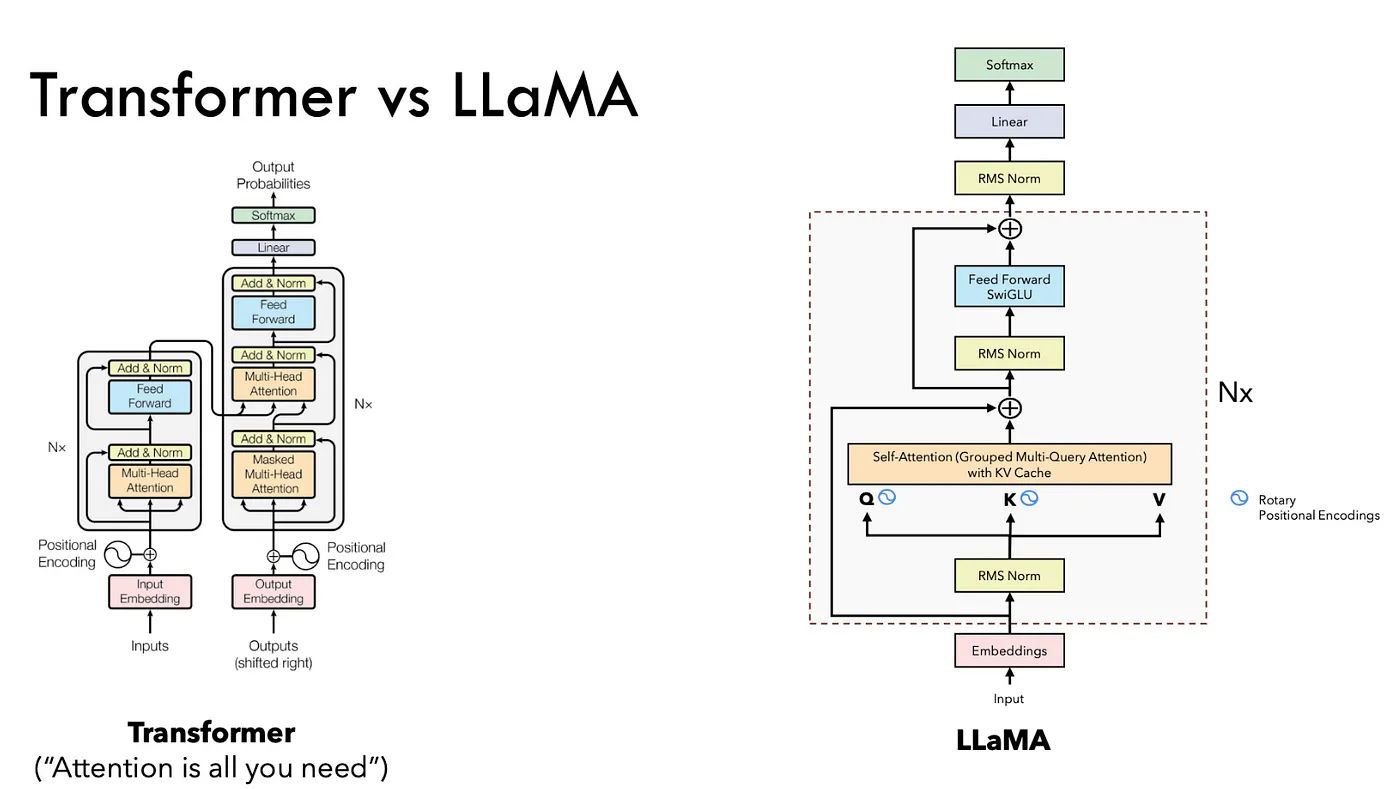 Transformer vs LLaMA
Output
Probabilities
Softmax
Linear
Add & Norm
Feed
Forward
Add & Norm
Multi-Head
Attention
Add & Norm
Masked
Multi-Head
Attention
Nx
Positional
Encoding
Output
Embedding
Outputs
(shifted right)
Add & Norm
Feed
Forward
Add & Norm
Multi-Head
Attention
Nx
Positional
Encoding
Input
Embedding
Inputs
Transformer
(“Attention is all you need”)
Softmax
Linear
RMS Norm
Feed Forward
SwiGLU
RMS Norm
Nx
Self-Attention (Grouped Multi-Query Attention)
with KV Cache
Q K V
Rotary
Positional Encodings
RMS Norm
Embeddings
Input
LLaMA